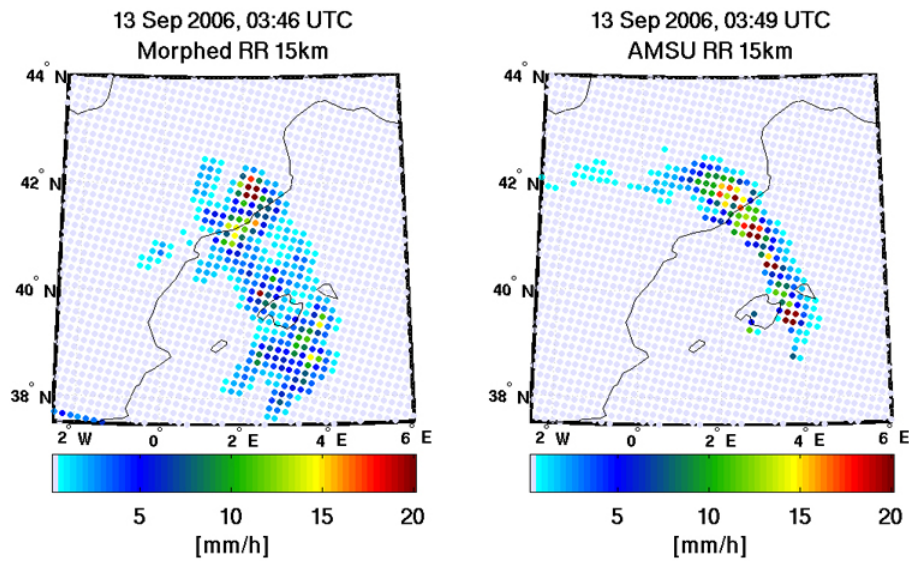 13 Sep 2006, 03:46 UTC
Morphed RR 15km
44° N
42° N
40° N
38° N
2° W
0°
2° E
4° E
6° E
5
10
15
20
[mm/h]
13 Sep 2006, 03:49 UTC
AMSU RR 15km
44° N
42° N
40° N
38° N
2° W
0°
2° E
4° E
6° E
5
10
15
20
[mm/h]